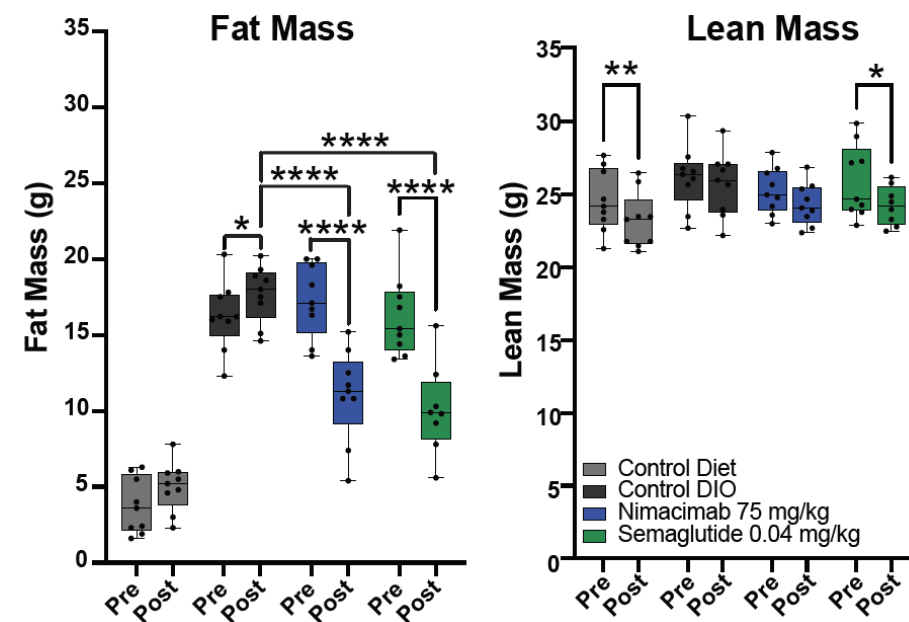 Fat Mass
Fat Mass (g)
35
30
25
20
15
10
5
0
****
****
****
*
****
Pre
Post
Pre
Post
Pre
Post
Pre
Post
Lean Mass
Lean Mass (g)
35
30
25
20
15
10
5
0
**
*
Control Diet
Control DIO
Nimacimab 75 mg/kg
Semaglutide 0.04 mg/kg
Pre
Post
Pre
Post
Pre
Post
Pre
Post